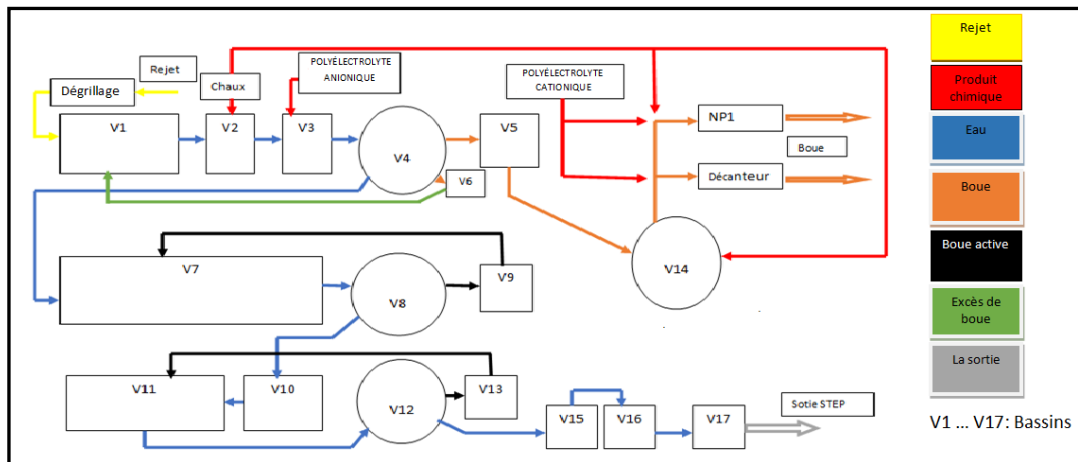 Rejet
Dégrillage
Chaux
POLYÉLECTROLYTE
ANIONIQUE
POLYÉLECTROLYTE
CATIONIQUE
V1
V2
V3
V4
V5
V6
NP1
Boue
Décanteur
V14
V7
V8
V9
V11
V10
V12
V13
V15
V16
V17
Sotie STEP
Rejet
Produit
chimique
Eau
Boue
Boue active
Excès de
boue
La sortie
V1 ... V17: Bassins